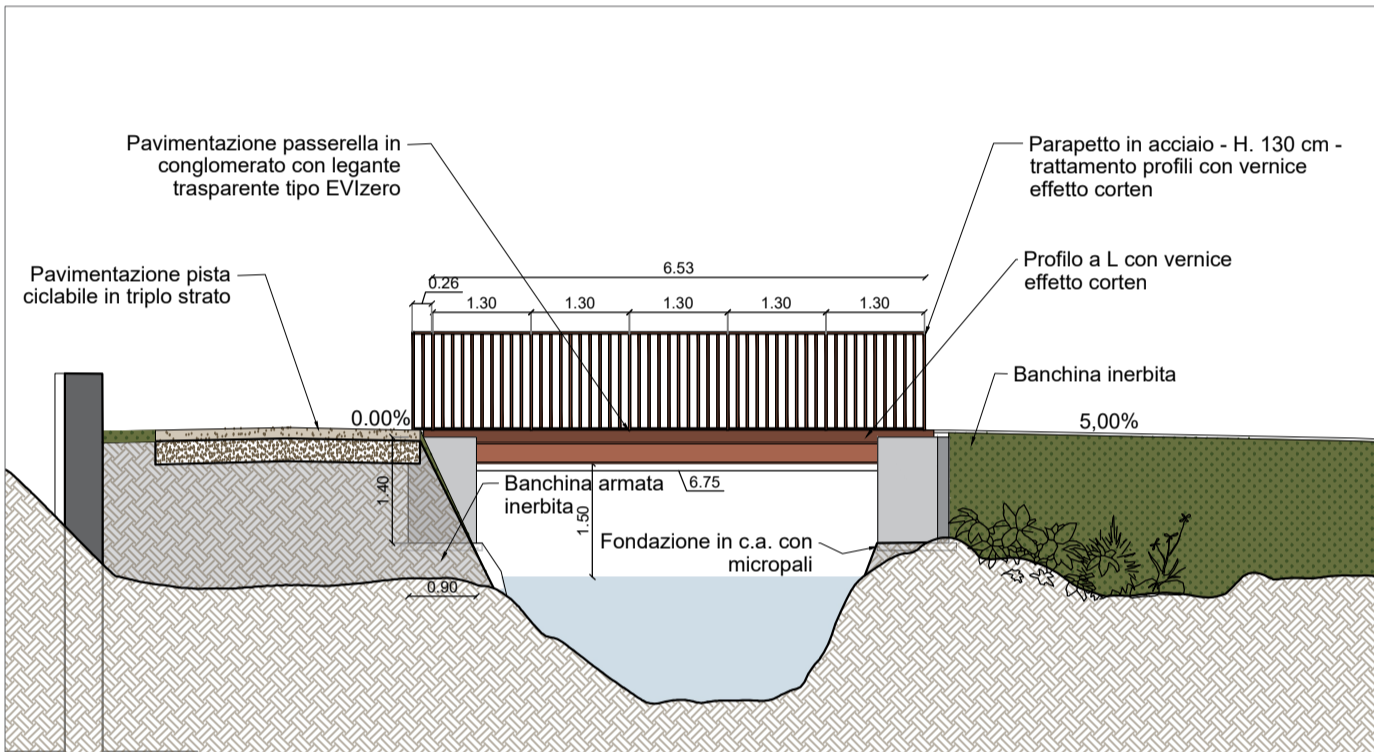 Pavimentazione passerella in
conglomerato con legante
trasparente tipo EVIzero
Parapetto in acciaio - H. 130 cm -
trattamento profili con vernice
effetto corten
Pavimentazione pista
ciclabile in triplo strato
Profilo a L con vernice
effetto corten
6.53
0.26
1.30 1.30 1.30 1.30 1.30
Banchina inerbita
0.00%
5,00%
1.40
Banchina armata
inerbita
1.50
6.75
Fondazione in c.a. con
micropali
0.90